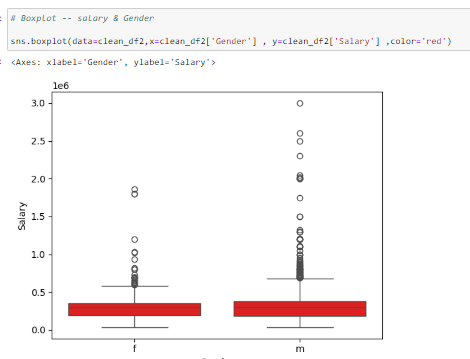 # Boxplot -- salary & Gender
sns.boxplot(data=clean_df2,x=clean_df2['Gender'] , y=clean_df2['Salary'] ,color='red')
<Axes: xlabel='Gender', ylabel='Salary'>
1e6
3.0
2.5
2.0
1.5
1.0
0.5
0.0
Salary
f m